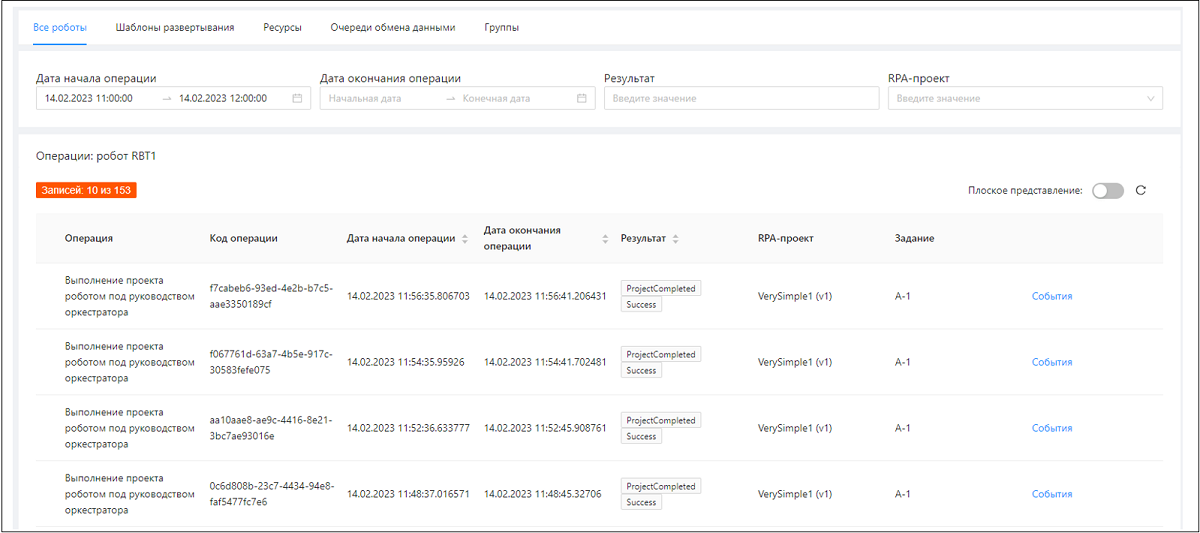 Все роботы Шаблоны развертывания Ресурсы Очереди обмена данными Группы
Дата начала операции Дата окончания операции Результат RPA-проект
14.02.2023 11:00:00 → 14.02.2023 12:00:00 Начальная дата → Конечная дата Введите значение Введите значение
Операции: робот RBT1
Записей: 10 из 153 Плоское представление:
Операция Код операции Дата начала операции Дата окончания операции Результат RPA-проект Задание
Выполнение проекта
роботом под руководством
оркестратора
f7cabeb6-93ed-4e2b-b7c5-
aae3350189cf
14.02.2023 11:56:35.806703 14.02.2023 11:56:41.206431
ProjectCompleted
Success
VerySimple1 (v1) A-1 События
Выполнение проекта
роботом под руководством
оркестратора
f067761d-63a7-4b5e-917c-
30583fefe075
14.02.2023 11:54:35.95926 14.02.2023 11:54:41.702481
ProjectCompleted
Success
VerySimple1 (v1) A-1 События
Выполнение проекта
роботом под руководством
оркестратора
aa10aae8-ae9c-4416-8e21-
3bc7ae93016e
14.02.2023 11:52:36.633777 14.02.2023 11:52:45.908761
ProjectCompleted
Success
VerySimple1 (v1) A-1 События
Выполнение проекта
роботом под руководством
оркестратора
0c6d808b-23c7-4434-94e8-
faf5477fc7e6
14.02.2023 11:48:37.016571 14.02.2023 11:48:45.32706
ProjectCompleted
Success
VerySimple1 (v1) A-1 События